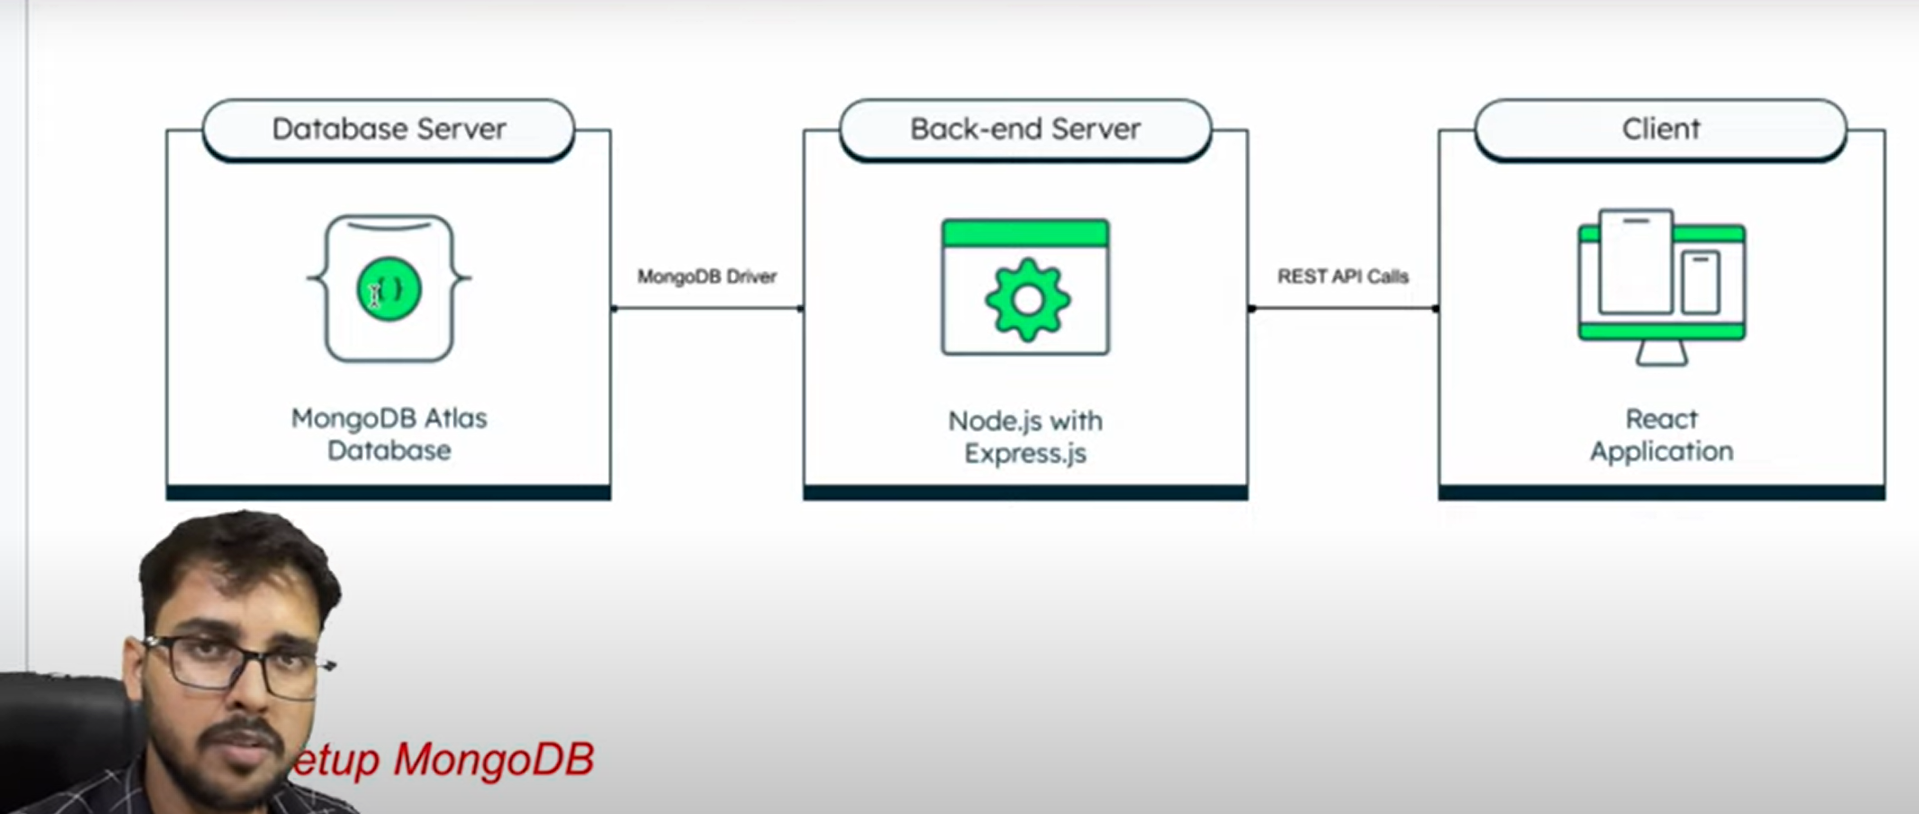 Database Server
Back-end Server
Client
{}
MongoDB Driver
REST API Calls
MongoDB Atlas
Database
Node.js with
Express.js
React
Application
etup MongoDB